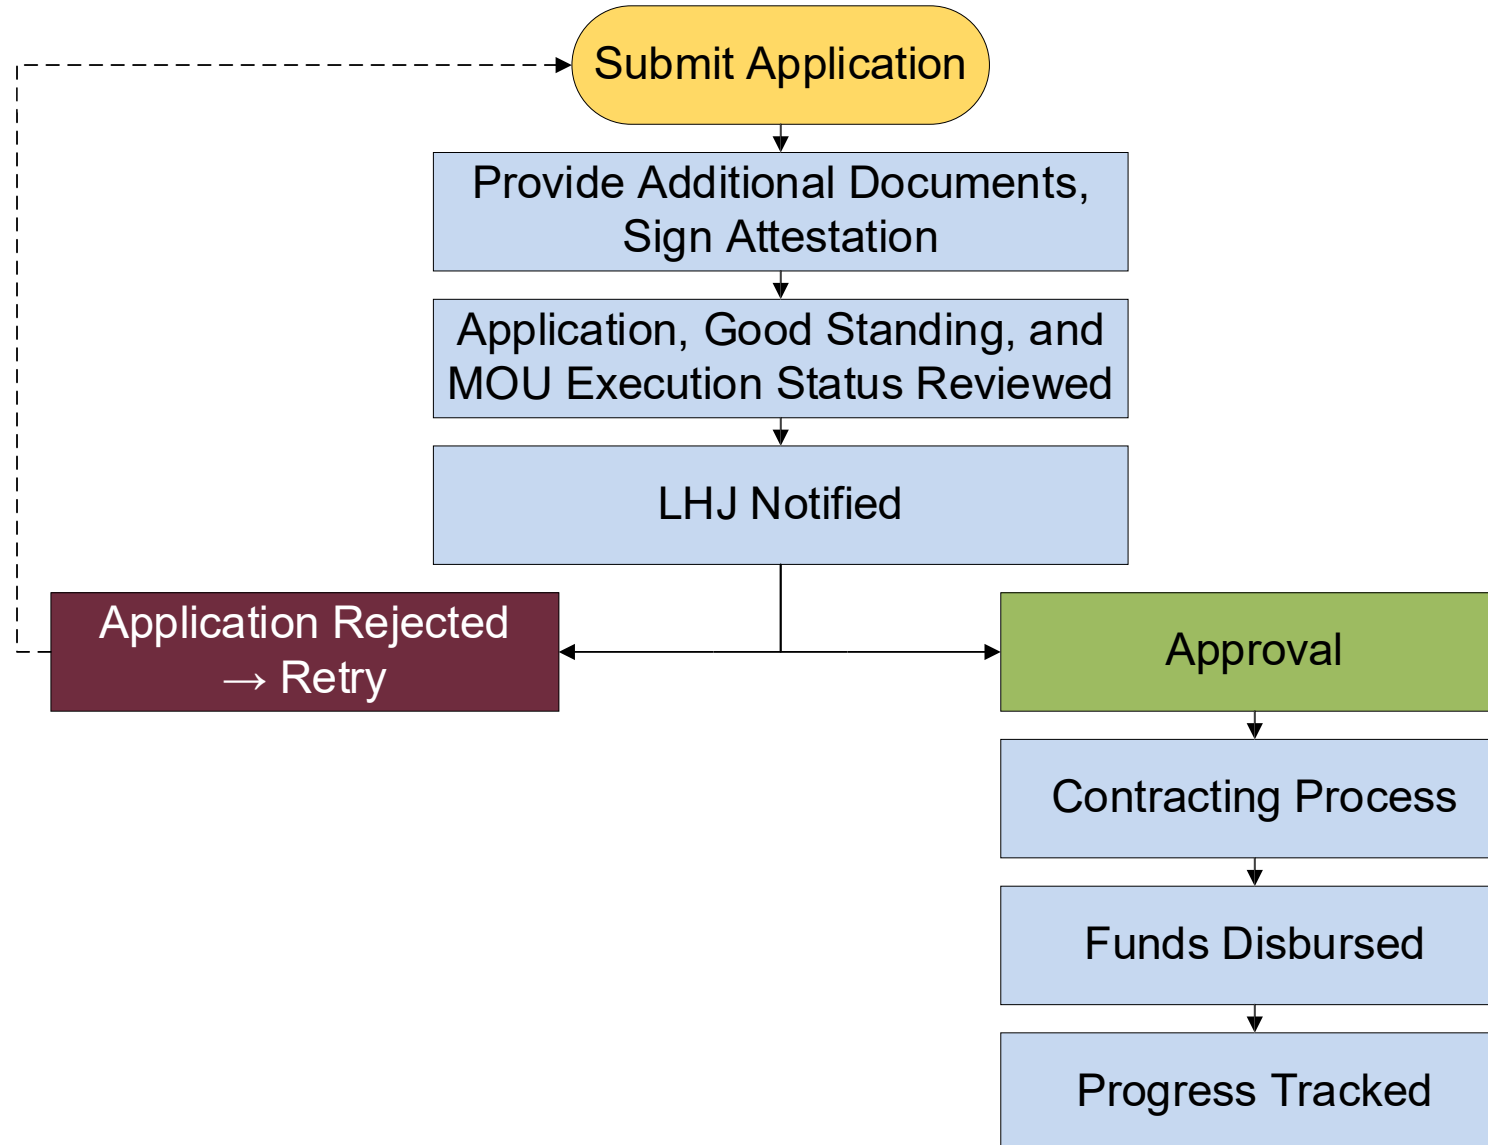 Submit Application
Provide Additional Documents,
Sign Attestation
Application, Good Standing, and
MOU Execution Status Reviewed
LHJ Notified
Application Rejected
→ Retry
Approval
Contracting Process
Funds Disbursed
Progress Tracked